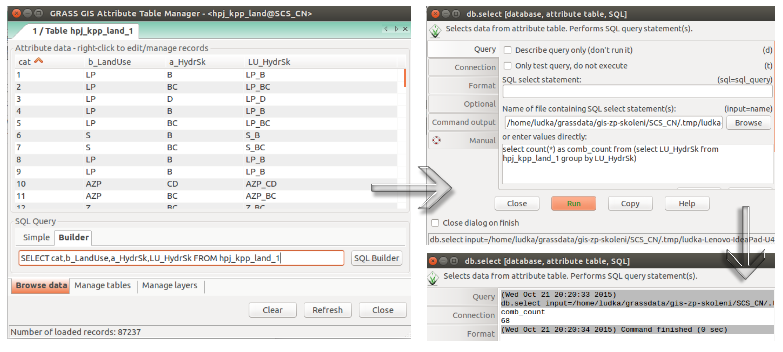 GRASS GIS Attribute Table Manager - <hpj_kpp_land@SCS_CN>
1 / Table hpj_kpp_land_1
Attribute data - right-click to edit/manage records
cat b_LandUse a_HydrSk LU_HydrSk
1 LP B LP_B
2 LP BC LP_BC
3 LP D LP_D
4 LP B LP_B
5 LP BC LP_BC
6 S B S_B
7 S BC S_BC
8 LP B LP_B
9 LP B LP_B
10 AZP CD AZP_CD
11 AZP BC AZP_BC
12 Z BC Z_BC
SQL Query
Simple Builder
SELECT cat,b_LandUse,a_HydrSk,LU_HydrSk FROM hpj_kpp_land_1
SQL Builder
Browse data Manage tables Manage layers
Clear Refresh Close
Number of loaded records: 87237
db.select [database, attribute table, SQL]
Selects data from attribute table. Performs SQL query statement(s).
Query
Connection
Format
Optional
Command output
Manual
Describe query only (don't run it) (d)
Only test query, do not execute (t)
SQL select statement: (sql=sql_query)
Name of file containing SQL select statement(s): (input=name)
/home/ludka/grassdata/gis-zp-skoleni/SCS_CN/.tmp/ludka Browse
or enter values directly:
select count(*) as comb_count from (select LU_HydrSk from
hpj_kpp_land_1 group by LU_HydrSk)
Close Run Copy Help
Close dialog on finish
db.select input=/home/ludka/grassdata/gis-zp-skoleni/SCS_CN/.tmp/ludka-Lenovo-IdeaPad-U4
db.select [database, attribute table, SQL]
Selects data from attribute table. Performs SQL query statement(s).
Query
Connection
Format
(Wed Oct 21 20:20:33 2015)
db.select input=/home/ludka/grassdata/gis-zp-skoleni/SCS_CN/.
comb_count
68
(Wed Oct 21 20:20:34 2015) Command finished (0 sec)